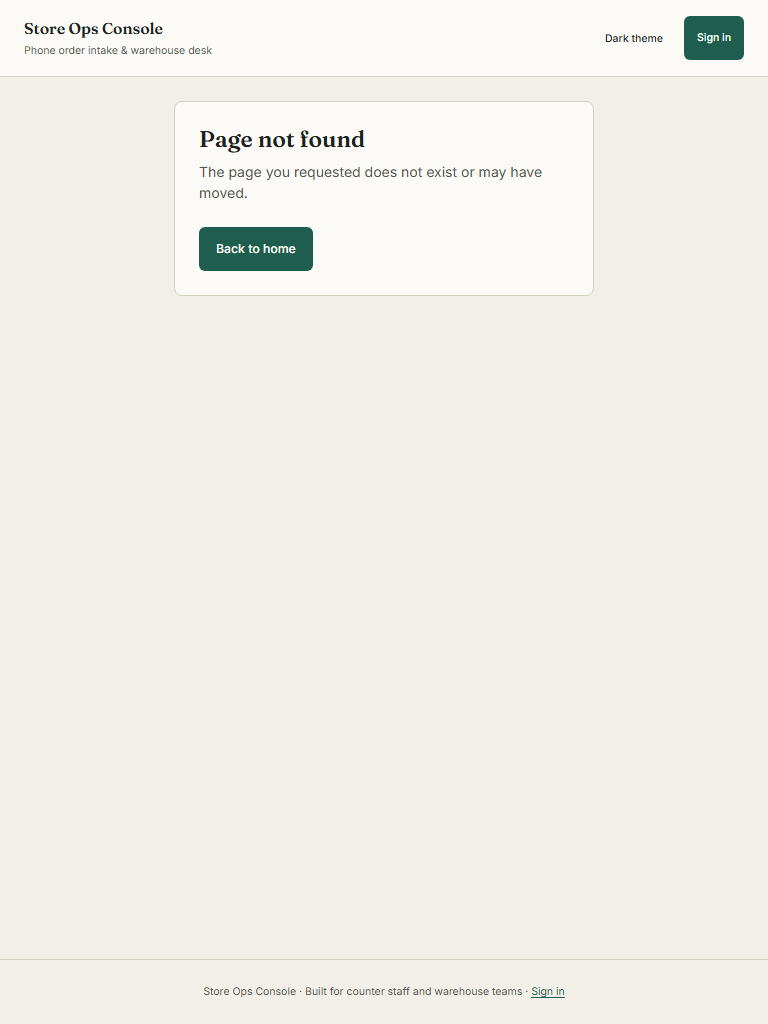 Store Ops Console
Phone order intake & warehouse desk
Dark theme
Sign in
Page not found
The page you requested does not exist or may have
moved.
Back to home
Store Ops Console · Built for counter staff and warehouse teams · Sign in